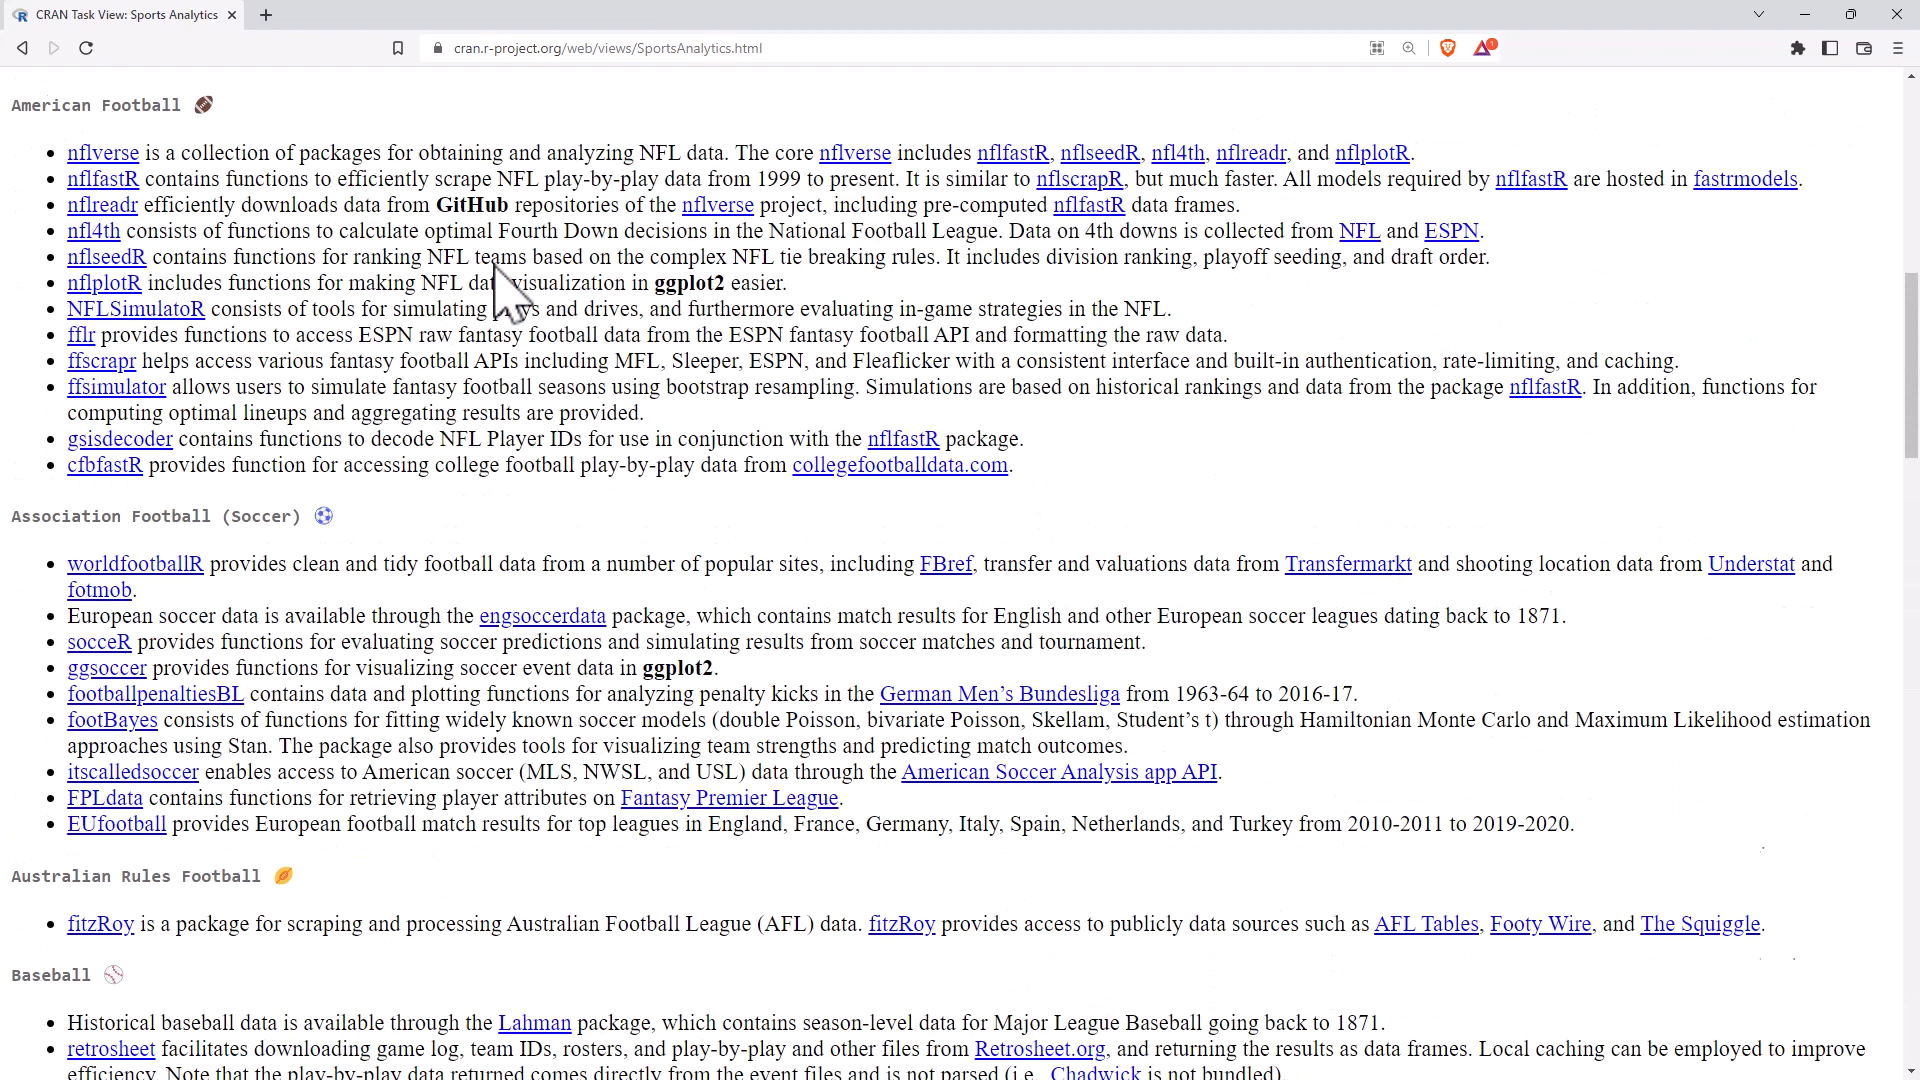 CRAN Task View: Sports Analytics
cran.r-project.org/web/views/SportsAnalytics.html
1
American Football
nflverse is a collection of packages for obtaining and analyzing NFL data. The core nflverse includes nflfastR, nflseedR, nfl4th, nflreadr, and nflplotR.
nflfastR contains functions to efficiently scrape NFL play-by-play data from 1999 to present. It is similar to nflscrapR, but much faster. All models required by nflfastR are hosted in fastrmodels.
nflreadr efficiently downloads data from GitHub repositories of the nflverse project, including pre-computed nflfastR data frames.
nfl4th consists of functions to calculate optimal Fourth Down decisions in the National Football League. Data on 4th downs is collected from NFL and ESPN.
nflseedR contains functions for ranking NFL teams based on the complex NFL tie breaking rules. It includes division ranking, playoff seeding, and draft order.
nflplotR includes functions for making NFL data visualization in ggplot2 easier.
NFLSimulatoR consists of tools for simulating plays and drives, and furthermore evaluating in-game strategies in the NFL.
fflr provides functions to access ESPN raw fantasy football data from the ESPN fantasy football API and formatting the raw data.
ffscrapr helps access various fantasy football APIs including MFL, Sleeper, ESPN, and Fleaflicker with a consistent interface and built-in authentication, rate-limiting, and caching.
ffsimulator allows users to simulate fantasy football seasons using bootstrap resampling. Simulations are based on historical rankings and data from the package nflfastR. In addition, functions for
computing optimal lineups and aggregating results are provided.
gsisdecoder contains functions to decode NFL Player IDs for use in conjunction with the nflfastR package.
cfbfastR provides function for accessing college football play-by-play data from collegefootballdata.com.
Association Football (Soccer)
worldfootballR provides clean and tidy football data from a number of popular sites, including FBref, transfer and valuations data from Transfermarkt and shooting location data from Understat and
fotmob.
European soccer data is available through the engsoccerdata package, which contains match results for English and other European soccer leagues dating back to 1871.
socceR provides functions for evaluating soccer predictions and simulating results from soccer matches and tournament.
ggsoccer provides functions for visualizing soccer event data in ggplot2.
footballpenaltiesBL contains data and plotting functions for analyzing penalty kicks in the German Men’s Bundesliga from 1963-64 to 2016-17.
footBayes consists of functions for fitting widely known soccer models (double Poisson, bivariate Poisson, Skellam, Student’s t) through Hamiltonian Monte Carlo and Maximum Likelihood estimation
approaches using Stan. The package also provides tools for visualizing team strengths and predicting match outcomes.
itscalledsoccer enables access to American soccer (MLS, NWSL, and USL) data through the American Soccer Analysis app API.
FPLdata contains functions for retrieving player attributes on Fantasy Premier League.
EUfootball provides European football match results for top leagues in England, France, Germany, Italy, Spain, Netherlands, and Turkey from 2010-2011 to 2019-2020.
Australian Rules Football
fitzRoy is a package for scraping and processing Australian Football League (AFL) data. fitzRoy provides access to publicly data sources such as AFL Tables, Footy Wire, and The Squiggle.
Baseball
Historical baseball data is available through the Lahman package, which contains season-level data for Major League Baseball going back to 1871.
retrosheet facilitates downloading game log, team IDs, rosters, and play-by-play and other files from Retrosheet.org, and returning the results as data frames. Local caching can be employed to improve
efficiency. Note that the play-by-play data returned comes directly from the event files and is not parsed (i.e., Chadwick is not bundled).